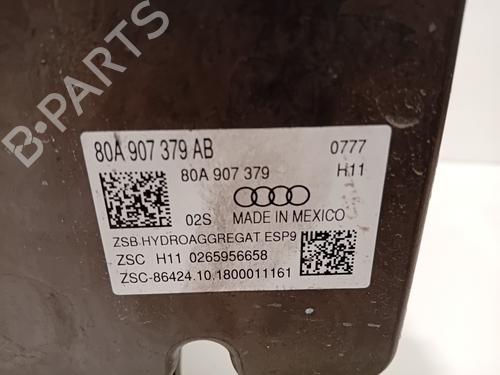 B-PARTS
80A 907 379 AB 0777
80A 907 379 H11
02S MADE IN MEXICO
ZSB HYDROAGGREGAT ESP9
ZSC H11 0265956658
ZSC-86424.10.1800011161